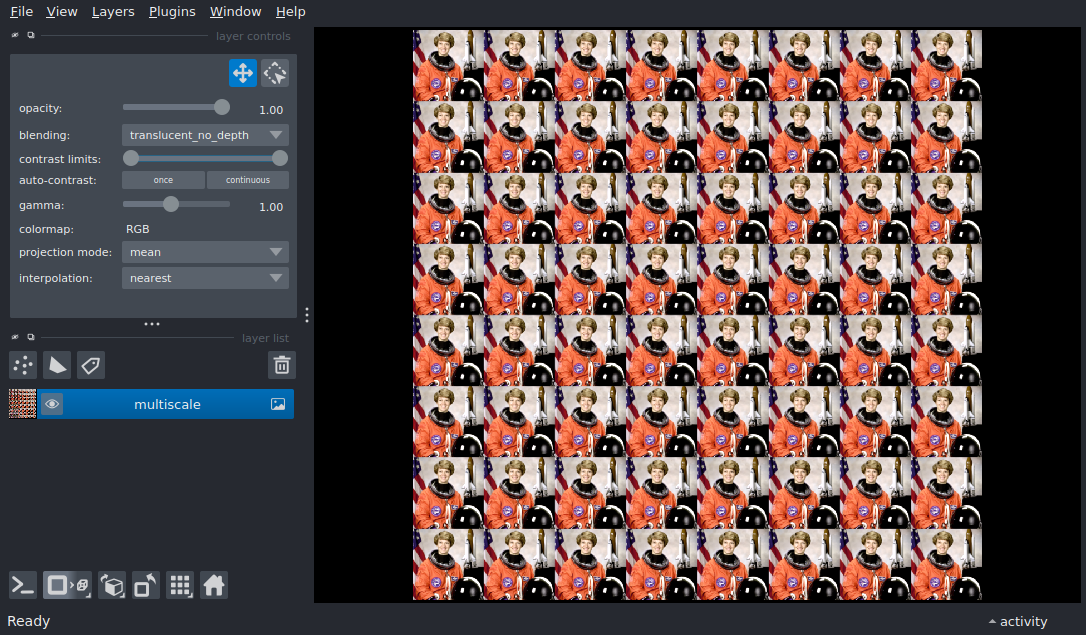 File View Layers Plugins Window Help
layer controls
opacity: 1.00
blending: translucent_no_depth
contrast limits:
auto-contrast: once continuous
gamma: 1.00
colormap: RGB
projection mode: mean
interpolation: nearest
layer list
multiscale
Ready activity